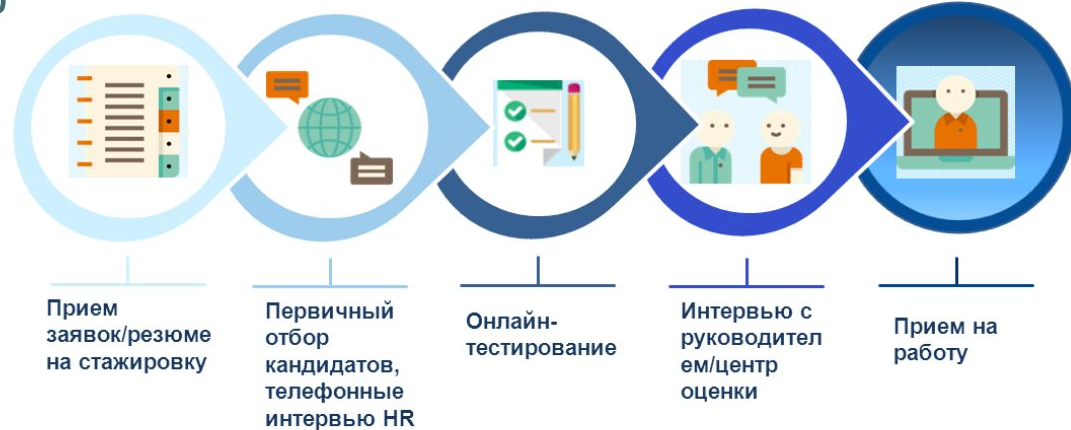 Прием
заявок/резюме
на стажировку
Первичный
отбор
кандидатов,
телефонные
интервью HR
Онлайн-
тестирование
Интервью с
руководител
ем/центр
оценки
Прием на
работу